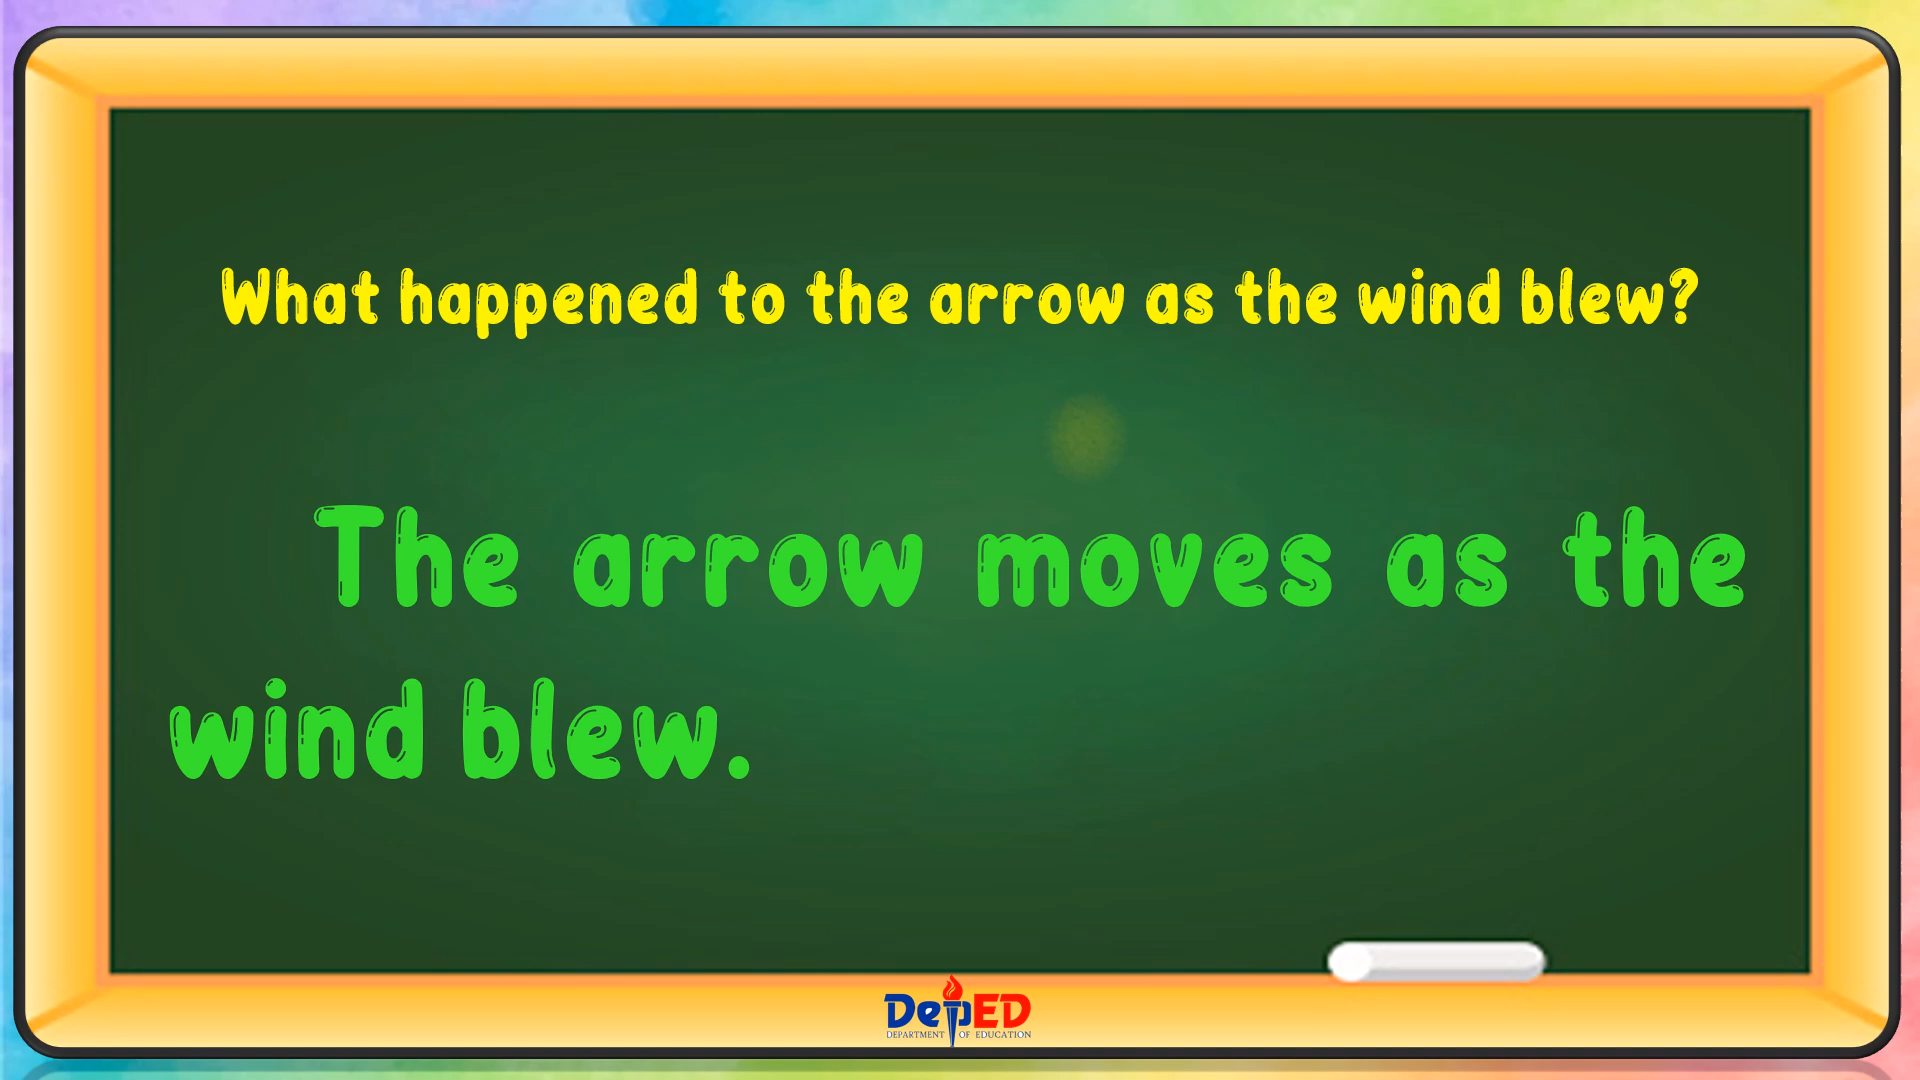 What happened to the arrow as the wind blew?
The arrow moves as the
wind blew.
DepED
DEPARTMENT OF EDUCATION